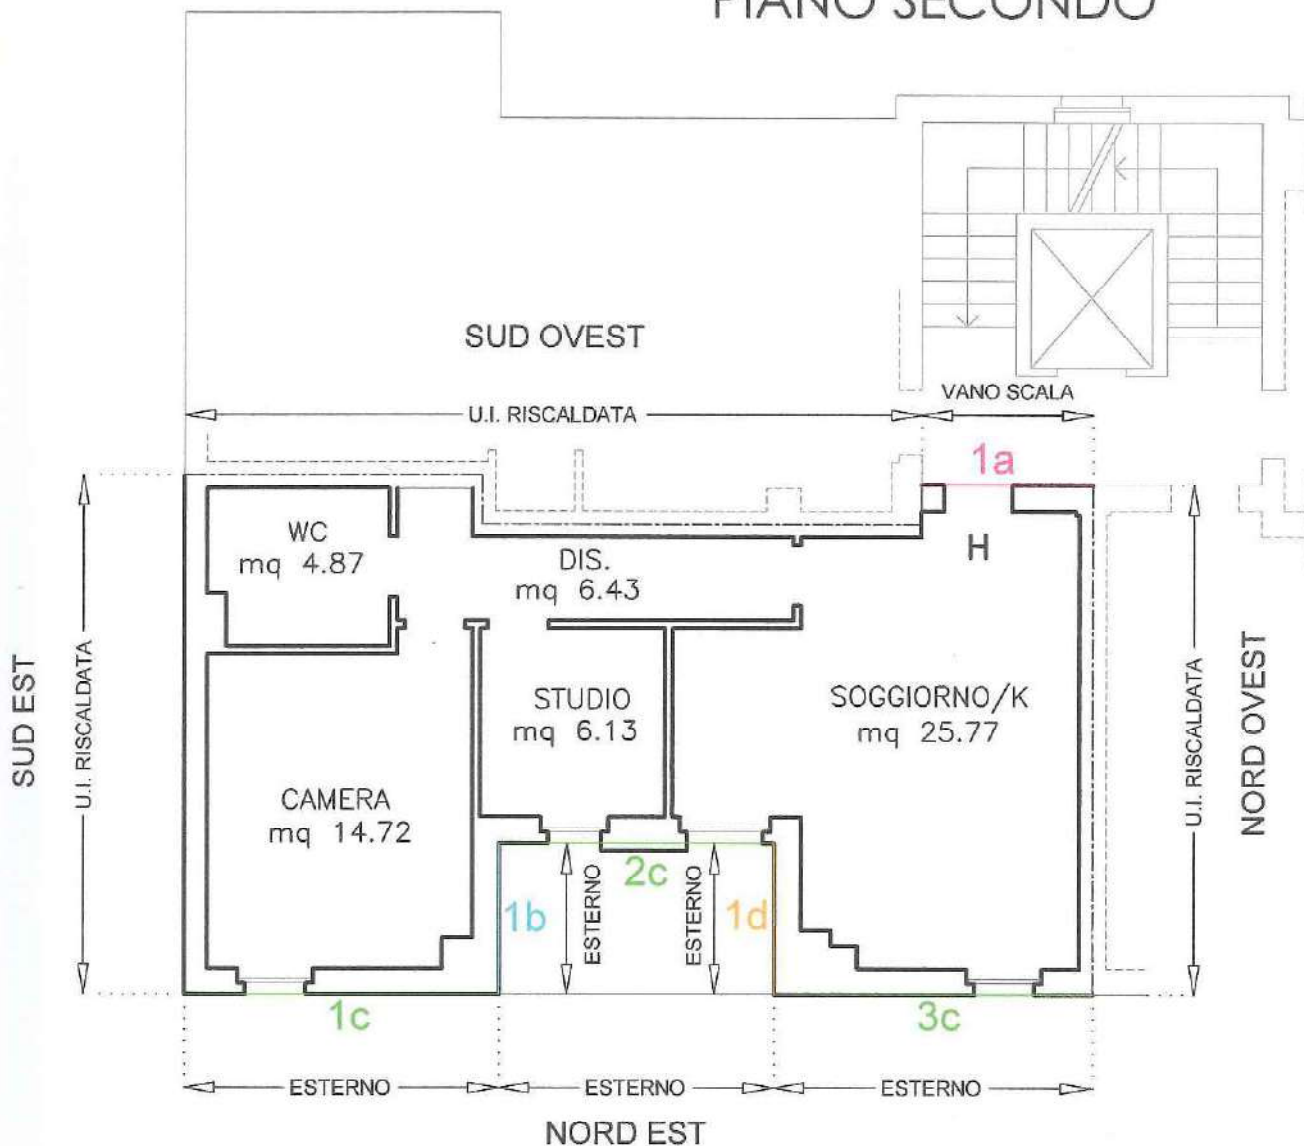 PIANO SECONDO
SUD OVEST
VANO SCALA
U.I. RISCALDATA
1a
WC
mq 4.87
DIS.
mq 6.43
H
SUD EST
U.I. RISCALDATA
STUDIO
mq 6.13
SOGGIORNO/K
mq 25.77
U.I. RISCALDATA
NORD OVEST
CAMERA
mq 14.72
2c
1b
ESTERNO
ESTERNO
1d
1c
3c
ESTERNO
ESTERNO
ESTERNO
NORD EST